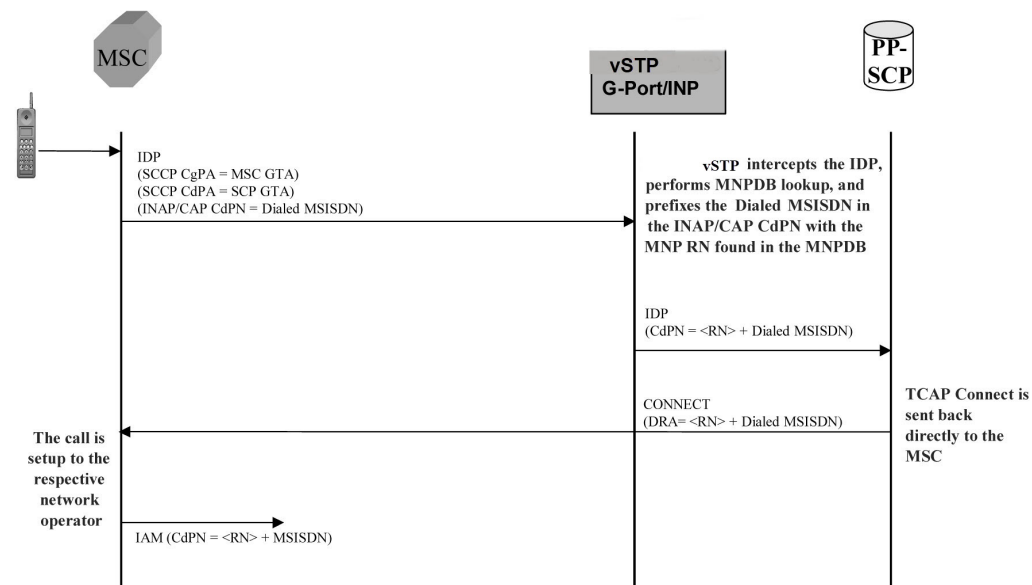 MSC
vSTP
G-Port/INP
PP-
SCP
IDP
(SCCP CgPA = MSC GTA)
(SCCP CdPA = SCP GTA)
(INAP/CAP CdPN = Dialed MSISDN)
vSTP intercepts the IDP,
performs MNPDB lookup, and
prefixes the Dialed MSISDN in
the INAP/CAP CdPN with the
MNP RN found in the MNPDB
IDP
(CdPN = <RN> + Dialed MSISDN)
CONNECT
(DRA= <RN> + Dialed MSISDN)
TCAP Connect is
sent back
directly to the
MSC
The call is
setup to the
respective
network
operator
IAM (CdPN = <RN> + MSISDN)